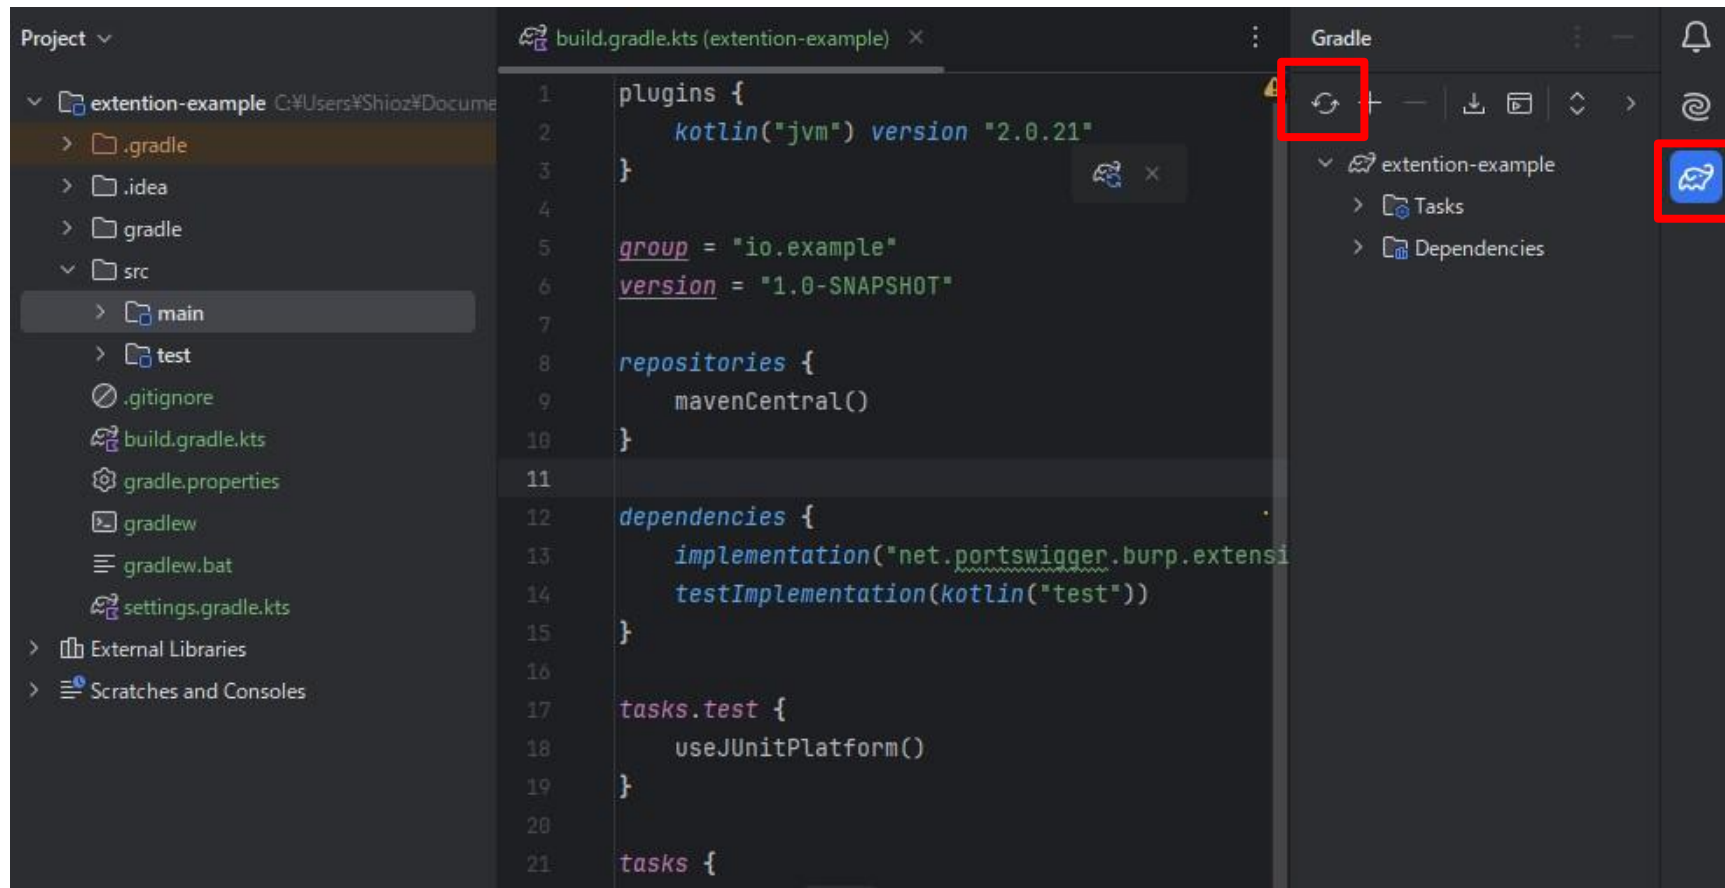 Project
extention-example C:¥Users¥Shioz¥Docume
.gradle
.idea
gradle
src
main
test
.gitignore
build.gradle.kts
gradle.properties
gradlew
gradlew.bat
settings.gradle.kts
External Libraries
Scratches and Consoles
build.gradle.kts (extention-example)
1 plugins {
2 kotlin("jvm") version "2.0.21"
3 }
4
5 group = "io.example"
6 version = "1.0-SNAPSHOT"
7
8 repositories {
9 mavenCentral()
10 }
11
12 dependencies {
13 implementation("net.portswigger.burp.extensi
14 testImplementation(kotlin("test"))
15 }
16
17 tasks.test {
18 useJUnitPlatform()
19 }
20
21 tasks {
Gradle
extention-example
Tasks
Dependencies